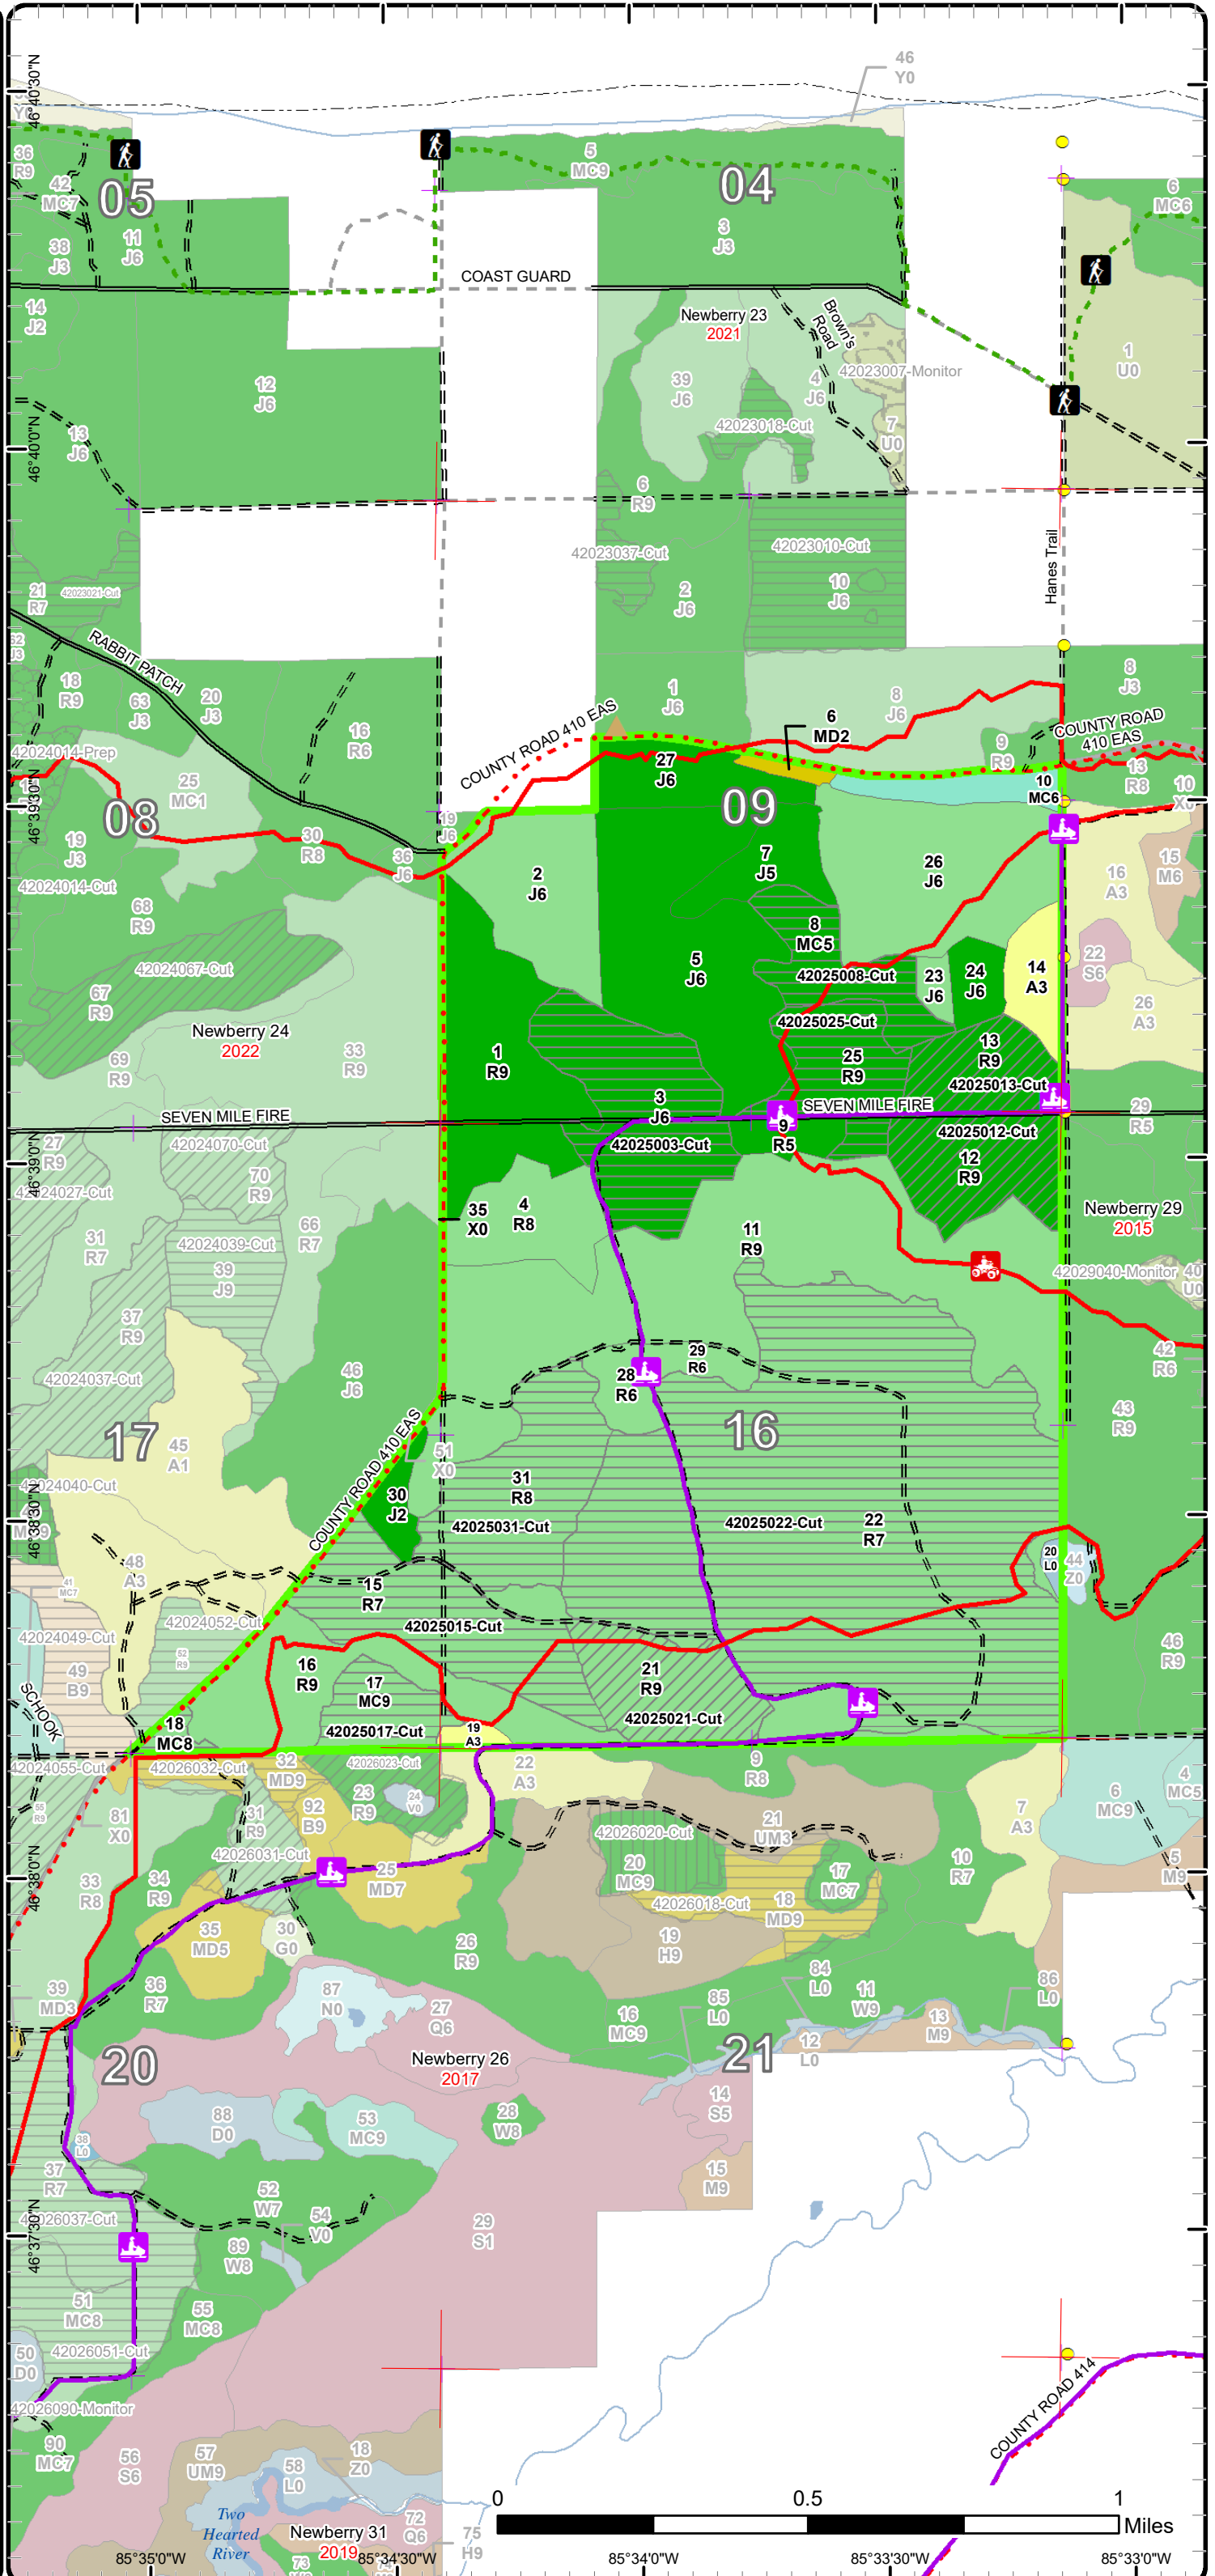 46
Y0
46°40'30"N
36
R9
42
MC7
05
5
MC9
04
6
MC6
11
J6
38
J3
3
J3
COAST GUARD
14
J2
Newberry 23
2021
Brown's
Road
1
U0
12
J6
39
J6
4
J6
42023007-Monitor
42023018-Cut
7
U0
13
J6
46°40'0"N
6
R9
42023037-Cut
42023010-Cut
Hanes Trail
21
R7
42023021-Cut
2
J6
10
J6
RABBIT PATCH
18
R9
63
J3
20
J3
16
R6
1
J6
8
J6
8
J3
COUNTY ROAD 410 EAS
6
MD2
COUNTY ROAD
410 EAS
42024014-Prep
25
MC1
27
J6
9
R9
13
R8
10
MC6
10
46°39'30"N
08
09
19
J6
19
J3
30
R8
36
J6
42024014-Cut
2
J6
7
J5
26
J6
16
A3
15
M6
68
R9
8
MC5
42024067-Cut
67
R9
5
J6
42025008-Cut
23
J6
24
J6
14
A3
22
S6
26
A3
Newberry 24
2022
42025025-Cut
33
R9
69
R9
1
R9
25
R9
13
R9
42025013-Cut
3
J6
SEVEN MILE FIRE
SEVEN MILE FIRE
29
R5
27
R9
42024070-Cut
42025003-Cut
9
R5
42025012-Cut
46°39'0"N
42024027-Cut
70
R9
12
R9
35
X0
4
R8
Newberry 29
2015
31
R7
66
R7
42024039-Cut
11
R9
39
J9
42029040-Monitor
40
U0
37
R9
29
R6
42
R6
42024037-Cut
46
J6
28
R6
43
R9
17
16
45
A1
COUNTY ROAD 410 EAS
51
X0
42024040-Cut
30
J2
31
R8
42025031-Cut
42025022-Cut
22
R7
46°38'30"N
48
A3
41
MC7
20
L0
44
Z0
15
R7
42024052-Cut
42025015-Cut
42024049-Cut
52
R9
49
B9
16
R9
17
MC9
21
R9
46
R9
SCHOOK
18
MC8
42025017-Cut
42025021-Cut
19
A3
42024055-Cut
42026032-Cut
32
MD9
42026023-Cut
22
A3
9
R8
6
MC9
4
MC5
55
R9
81
X0
31
R9
92
B9
23
R9
24
V0
7
A3
42026031-Cut
42026020-Cut
21
UM3
46°38'0"N
33
R8
34
R9
25
MD7
20
MC9
17
MC7
10
R7
5
M9
42026018-Cut
18
MD9
35
MD5
30
G0
26
R9
19
H9
39
MD3
36
R7
87
N0
27
Q6
84
L0
85
L0
11
W9
86
L0
16
MC9
13
M9
12
L0
20
21
Newberry 26
2017
88
D0
53
MC9
28
W8
14
S5
38
L0
37
R7
15
M9
52
W7
42026037-Cut
54
V0
29
S1
46°37'30"N
89
W8
51
MC8
55
MC8
42026051-Cut
50
D0
COUNTY ROAD 414
42026090-Monitor
90
MC7
56
S6
57
UM9
18
Z0
58
L0
Two
Hearted
River
72
Q6
Newberry 31
2019
75
H9
73
0 0.5 1
Miles
85°35'0"W 85°34'30"W 85°34'0"W 85°33'30"W 85°33'0"W